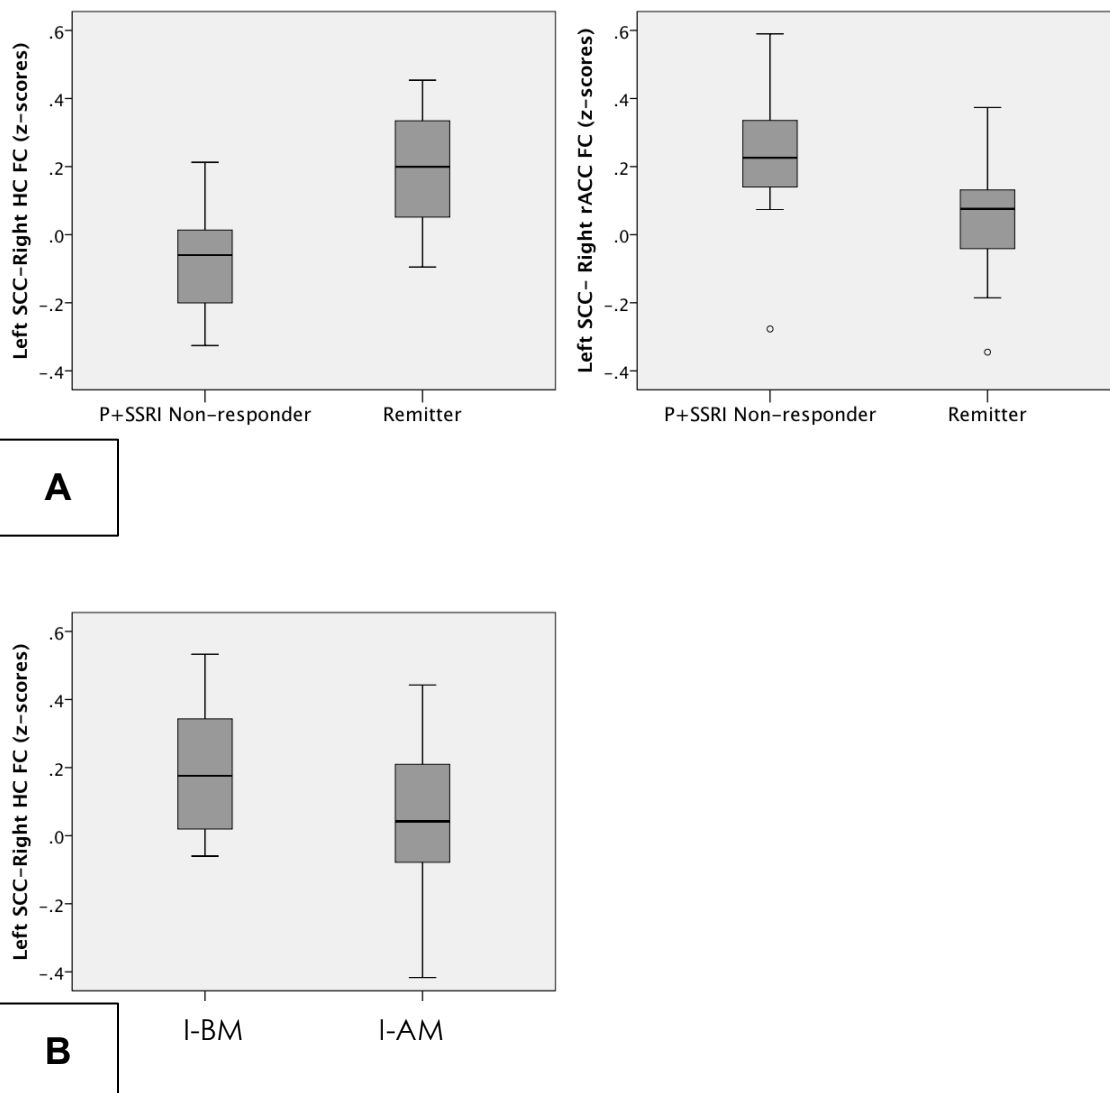 Left SCC-Right HC FC (z-scores)
.6
.4
.2
.0
-.2
-.4
P+SSRI Non-responder
Remitter
Left SCC- Right rACC FC (z-scores)
.6
.4
.2
.0
-.2
-.4
P+SSRI Non-responder
Remitter
A
Left SCC-Right HC FC (z-scores)
.6
.4
.2
.0
-.2
-.4
I-BM
I-AM
B